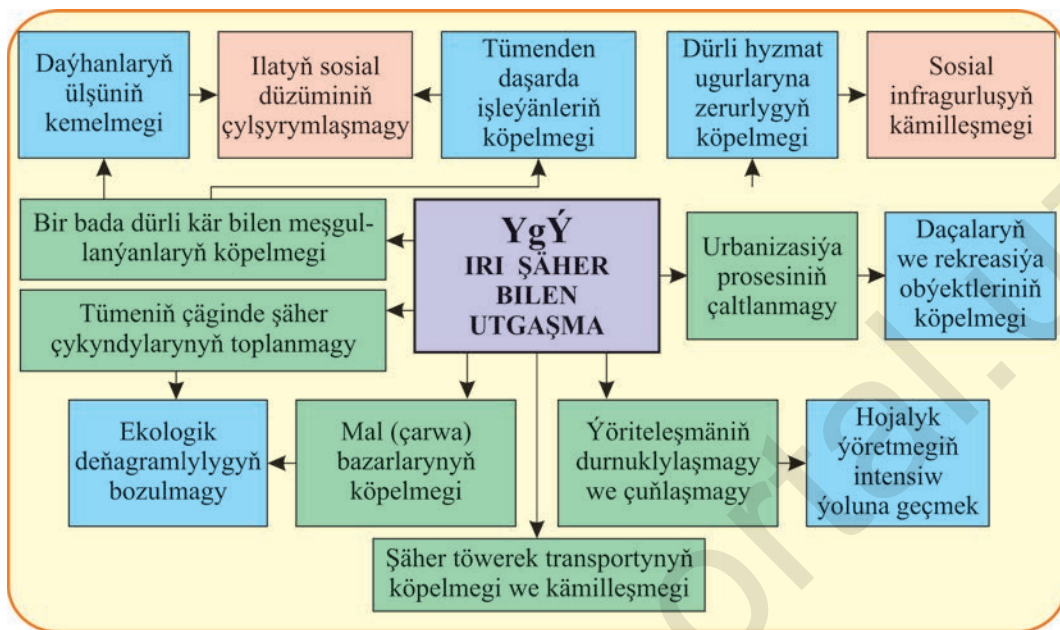 Daýhanlaryň
ülşüniň
kemelmegi
Ilatyň sosial
düzüminiň
çylşyrymlaşmagy
Tümenden
daşarda
işleýänleriň
köpelmegi
Dürli hyzmat
ugurlaryna
zerurlygyň
köpelmegi
Sosial
infragurluşyň
kämilleşmegi
Bir bada dürli kär bilen meşgul-
lanýanlaryň köpelmegi
YgÝ
IRI ŞÄHER
BILEN
UTGAŞMA
Urbanizasiýa
prosesiniň
çaltlanmagy
Daçalaryň
we rekreasiýa
obýektleriniň
köpelmegi
Tümeniň çäginde şäher
çykyndylarynyň toplanmagy
Ekologik
deňagramlylygyň
bozulmagy
Mal (çarwa)
bazarlarynyň
köpelmegi
Ýöriteleşmäniň
durnuklylaşmagy
we çuňlaşmagy
Hojalyk
ýöretmegiň
intensiw
ýoluna geçmek
Şäher töwerek transportynyň
köpelmegi we kämilleşmegi
ortal.u